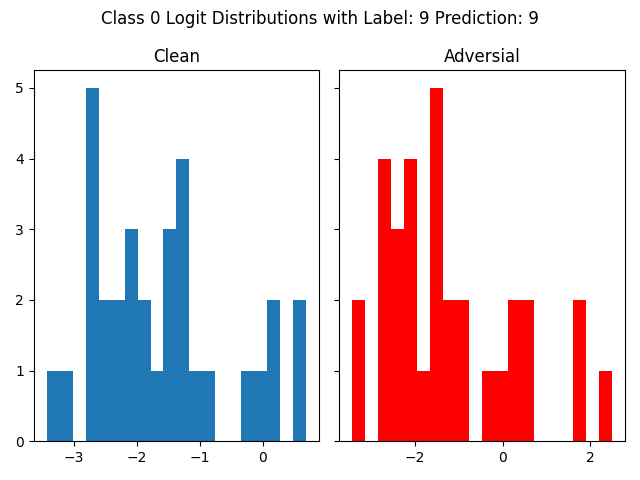 Class 0 Logit Distributions with Label: 9 Prediction: 9
Clean
Adversial
5
4
3
2
1
0
−3 −2 −1 0
−2 0 2